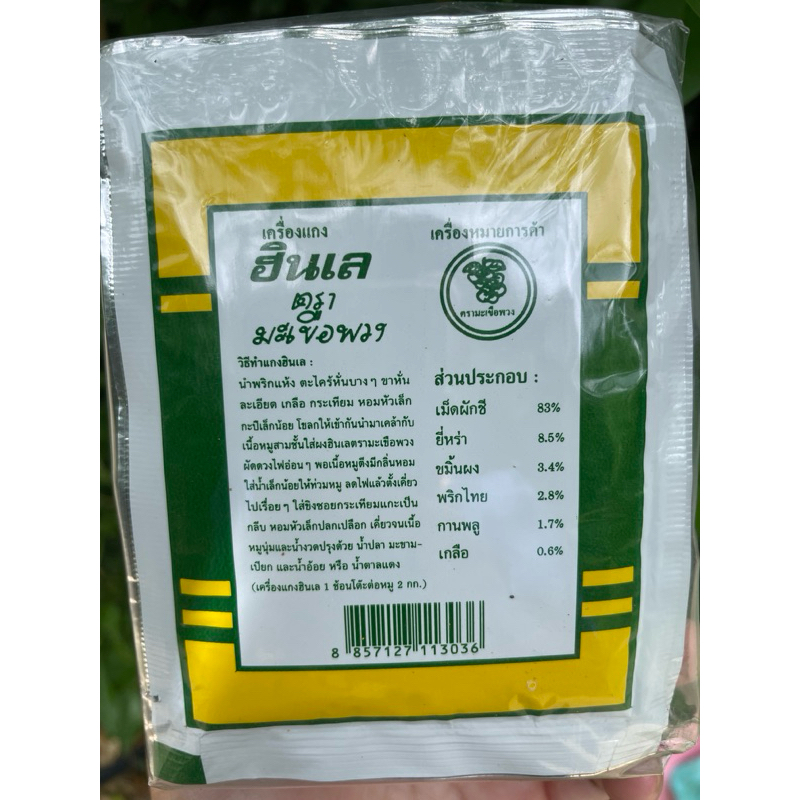 เครื่องแกง
ฮินเล
ตรา
มะเขือพวง
เครื่องหมายการค้า
ตรามะเขือพวง
วิธีทำแกงฮินเล :
นำพริกแห้ง ตะไคร้หั่นบางๆ ขาหั่น
ละเอียด เกลือ กระเทียม หอมหัวเล็ก
กะปิเล็กน้อย โขลกให้เข้ากันนำมาเคล้ากับ
เนื้อหมูสามชั้นใส่ผงฮินเลตรามะเขือพวง
ผัดดวงไฟอ่อนๆ พอเนื้อหมูตึงมีกลิ่นหอม
ใส่น้ำเล็กน้อยให้ท่วมหมู ลดไฟแล้วตั้งเคี่ยว
ไปเรื่อยๆ ใส่ขิงซอยกระเทียมแกะเป็น
กลีบ หอมหัวเล็กปลกเปลือก เคี่ยวจนเนื้อ
หมูนุ่มและน้ำงวดปรุงด้วย น้ำปลา มะขาม-
เปียก และน้ำอ้อย หรือ น้ำตาลแดง
(เครื่องแกงฮินเล 1 ช้อนโต๊ะต่อหมู 2 กก.)
ส่วนประกอบ :
เม็ดผักชี 83%
ยี่หร่า 8.5%
ขมิ้นผง 3.4%
พริกไทย 2.8%
กานพลู 1.7%
เกลือ 0.6%
8 857127 113036